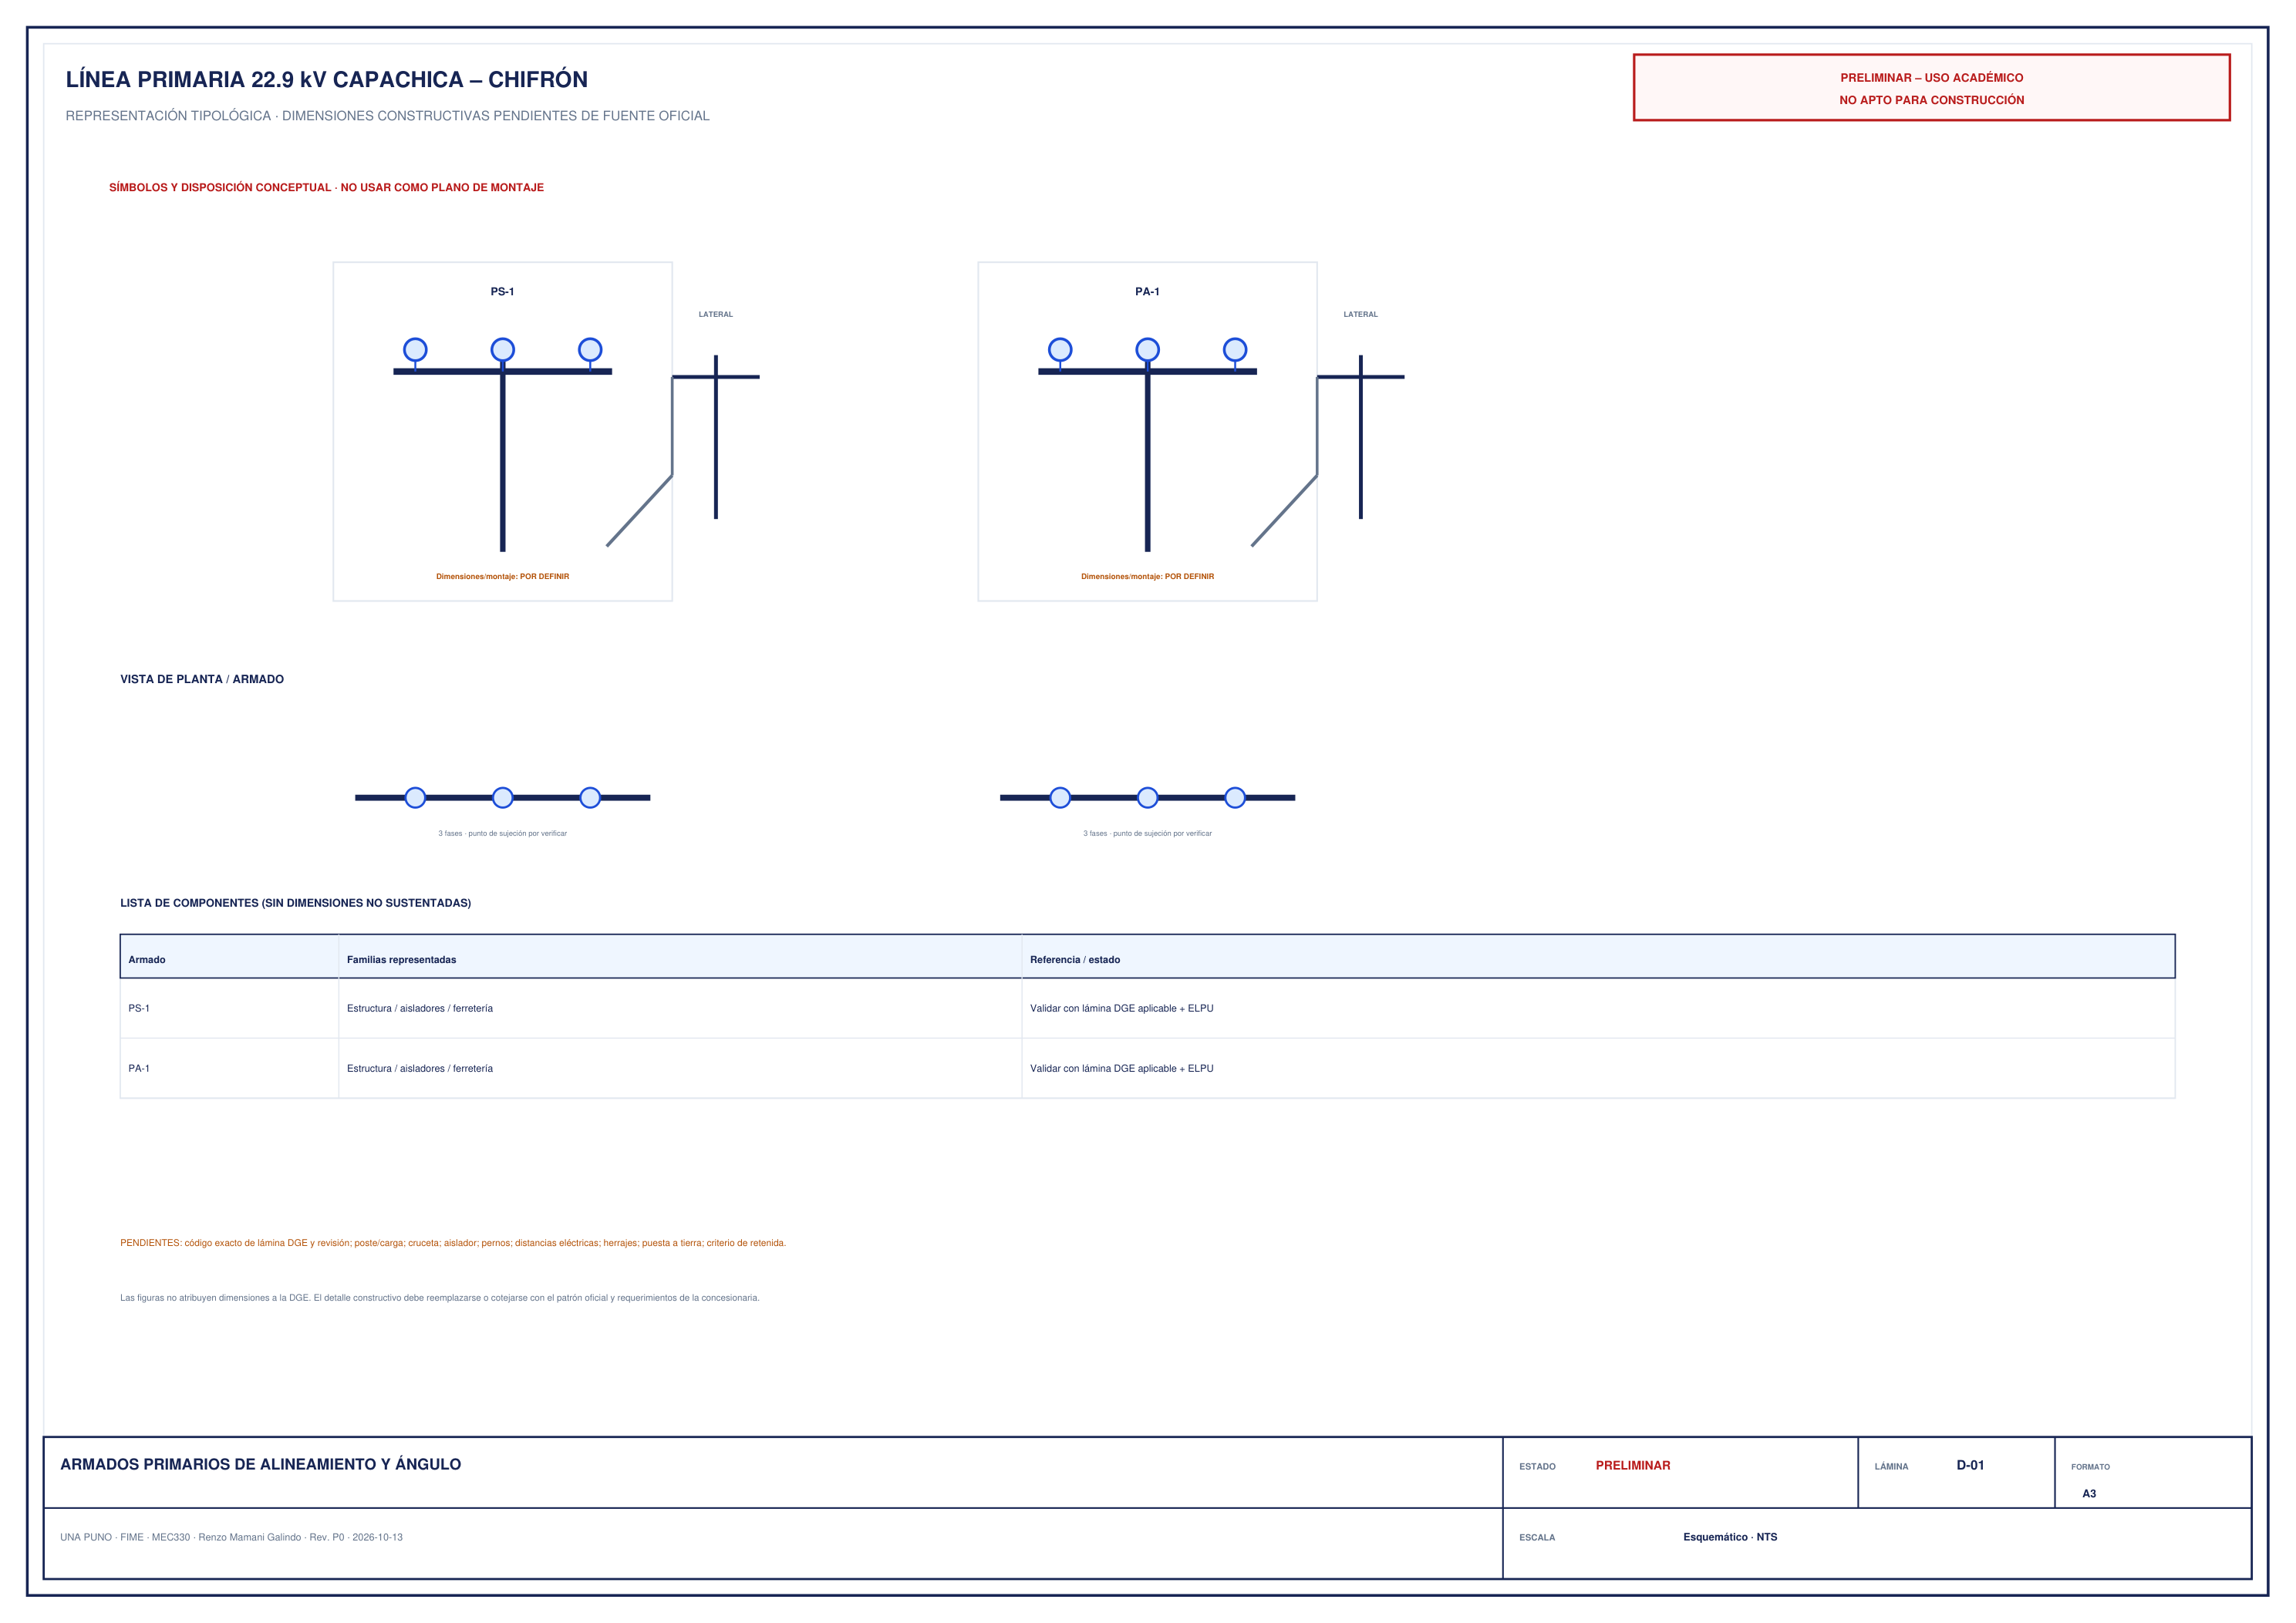 LÍNEA PRIMARIA 22.9 kV CAPACHICA – CHIFRÓN
REPRESENTACIÓN TIPOLÓGICA · DIMENSIONES CONSTRUCTIVAS PENDIENTES DE FUENTE OFICIAL
PRELIMINAR – USO ACADÉMICO
NO APTO PARA CONSTRUCCIÓN
SÍMBOLOS Y DISPOSICIÓN CONCEPTUAL · NO USAR COMO PLANO DE MONTAJE
PS-1
LATERAL
Dimensiones/montaje: POR DEFINIR
PA-1
LATERAL
Dimensiones/montaje: POR DEFINIR
VISTA DE PLANTA / ARMADO
3 fases · punto de sujeción por verificar
3 fases · punto de sujeción por verificar
LISTA DE COMPONENTES (SIN DIMENSIONES NO SUSTENTADAS)
Armado Familias representadas Referencia / estado
PS-1 Estructura / aisladores / ferretería Validar con lámina DGE aplicable + ELPU
PA-1 Estructura / aisladores / ferretería Validar con lámina DGE aplicable + ELPU
PENDIENTES: código exacto de lámina DGE y revisión; poste/carga; cruceta; aislador; pernos; distancias eléctricas; herrajes; puesta a tierra; criterio de retenida.
Las figuras no atribuyen dimensiones a la DGE. El detalle constructivo debe reemplazarse o cotejarse con el patrón oficial y requerimientos de la concesionaria.
ARMADOS PRIMARIOS DE ALINEAMIENTO Y ÁNGULO
ESTADO PRELIMINAR
LÁMINA D-01
FORMATO
A3
UNA PUNO · FIME · MEC330 · Renzo Mamani Galindo · Rev. P0 · 2026-10-13
ESCALA Esquemático · NTS